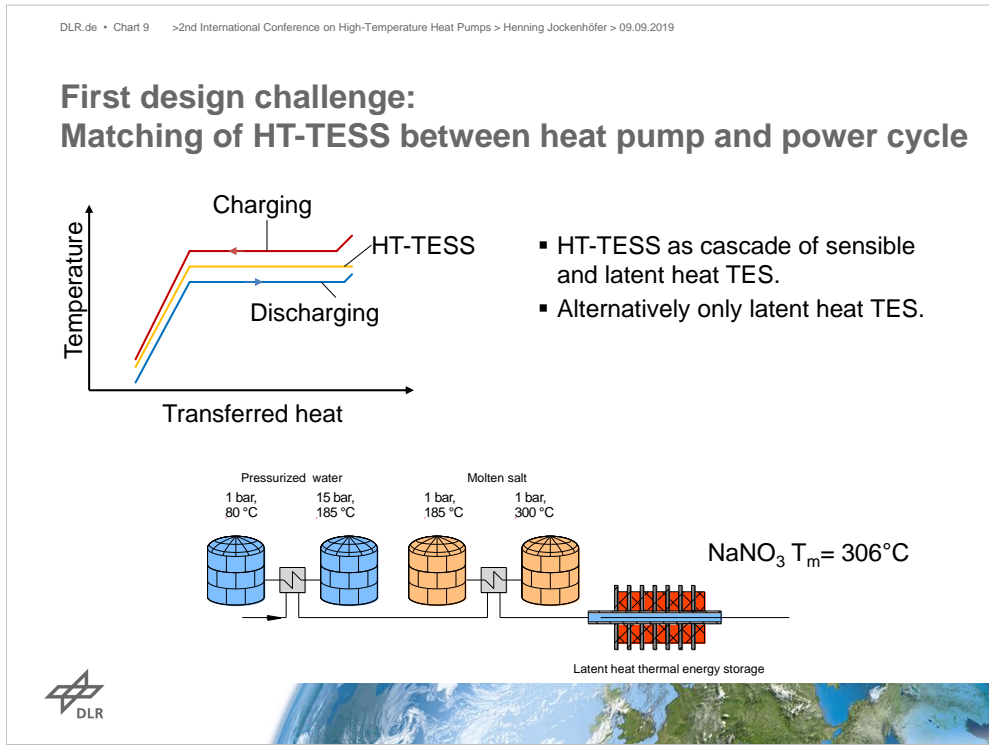 DLR.de • Chart 9 >2nd International Conference on High-Temperature Heat Pumps > Henning Jockenhöfer > 09.09.2019
First design challenge:
Matching of HT-TESS between heat pump and power cycle
Charging
HT-TESS
Discharging
Temperature
Transferred heat
▪ HT-TESS as cascade of sensible
and latent heat TES.
▪ Alternatively only latent heat TES.
Pressurized water
Molten salt
1 bar,
80 °C
15 bar,
185 °C
1 bar,
185 °C
1 bar,
300 °C
NaNO₃ Tₘ= 306°C
Latent heat thermal energy storage
DLR